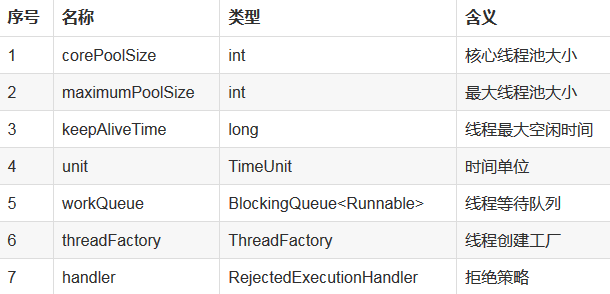 序号 名称 类型 含义
1 corePoolSize int 核心线程池大小
2 maximumPoolSize int 最大线程池大小
3 keepAliveTime long 线程最大空闲时间
4 unit TimeUnit 时间单位
5 workQueue BlockingQueue<Runnable> 线程等待队列
6 threadFactory ThreadFactory 线程创建工厂
7 handler RejectedExecutionHandler 拒绝策略